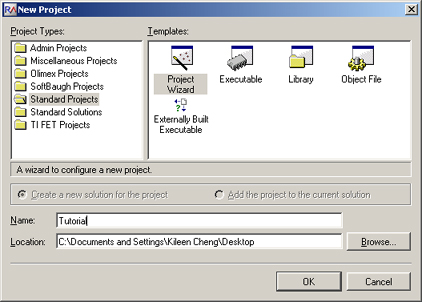 RA New Project
Project Types:
Templates:
Admin Projects
Miscellaneous Projects
Olimex Projects
SoftBaugh Projects
Standard Projects
Standard Solutions
TI FET Projects
Project Wizard
Executable
Library
Object File
Externally Built Executable
A wizard to configure a new project.
Create a new solution for the project
Add the project to the current solution
Name:
Tutorial
Location:
C:\Documents and Settings\Kileen Cheng\Desktop
Browse...
OK
Cancel